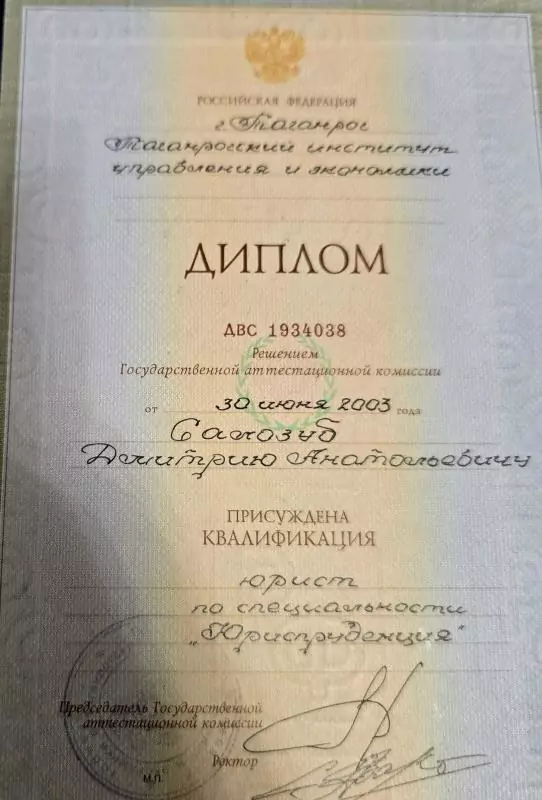 РОССИЙСКАЯ ФЕДЕРАЦИЯ
г. Таганрог
Таганрогский институт
управления и экономики
ДИПЛОМ
ДВС 1934038
Решением
Государственной аттестационной комиссии
от 30 июня 2003 года
Салозуб
Дмитрию Анатольевичу
ПРИСУЖДЕНА
КВАЛИФИКАЦИЯ
юрист
по специальности
„Юриспруденция"
Председатель Государственной
аттестационной комиссии
Ректор
М.П.